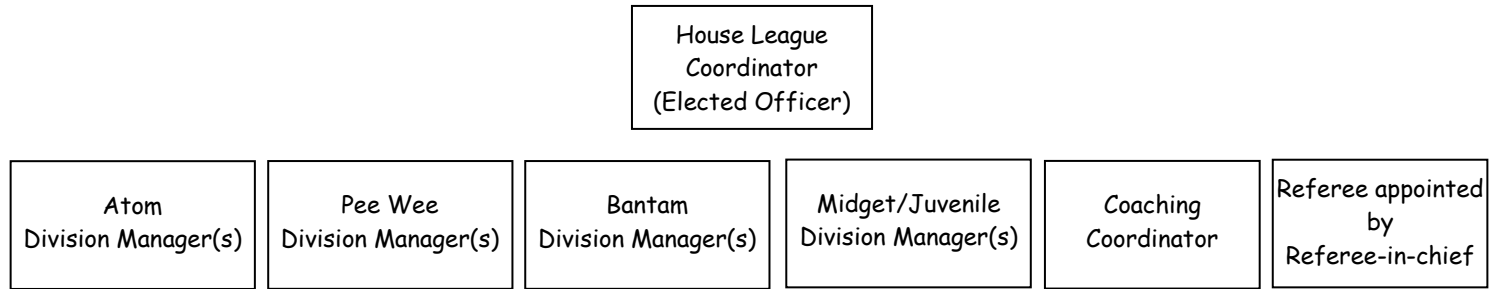 House League
Coordinator
(Elected Officer)
Atom
Division Manager(s)
Pee Wee
Division Manager(s)
Bantam
Division Manager(s)
Midget/Juvenile
Division Manager(s)
Coaching
Coordinator
Referee appointed
by
Referee-in-chief